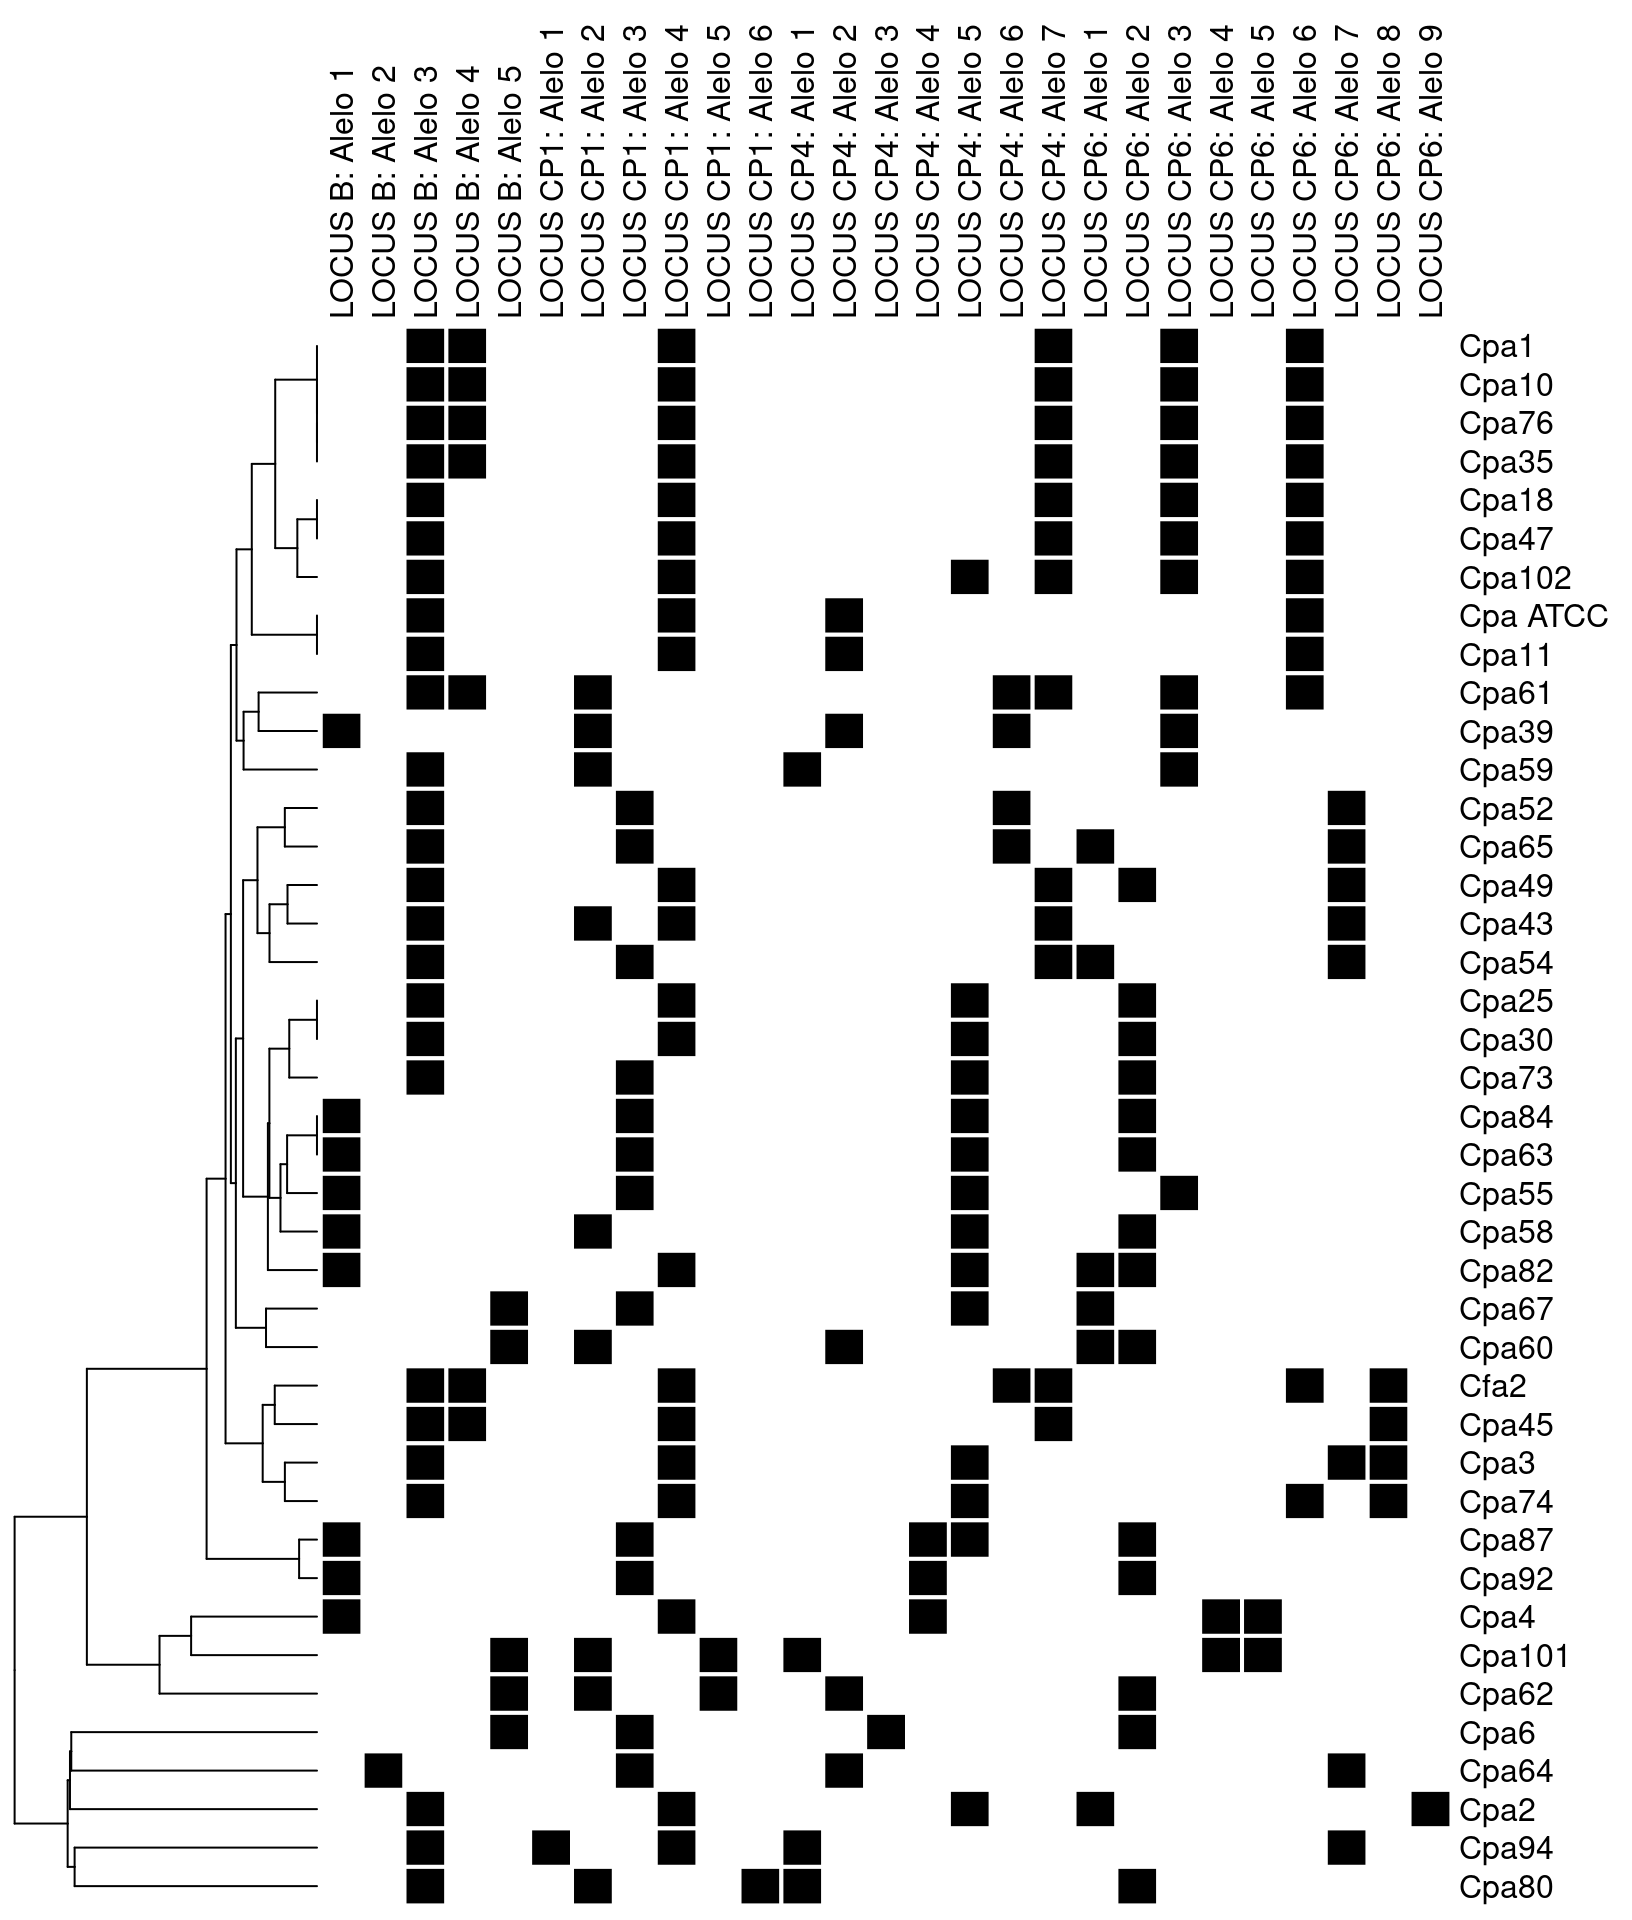 LOCUS B: Alelo 1
LOCUS B: Alelo 2
LOCUS B: Alelo 3
LOCUS B: Alelo 4
LOCUS B: Alelo 5
LOCUS CP1: Alelo 1
LOCUS CP1: Alelo 2
LOCUS CP1: Alelo 3
LOCUS CP1: Alelo 4
LOCUS CP1: Alelo 5
LOCUS CP1: Alelo 6
LOCUS CP4: Alelo 1
LOCUS CP4: Alelo 2
LOCUS CP4: Alelo 3
LOCUS CP4: Alelo 4
LOCUS CP4: Alelo 5
LOCUS CP4: Alelo 6
LOCUS CP4: Alelo 7
LOCUS CP6: Alelo 1
LOCUS CP6: Alelo 2
LOCUS CP6: Alelo 3
LOCUS CP6: Alelo 4
LOCUS CP6: Alelo 5
LOCUS CP6: Alelo 6
LOCUS CP6: Alelo 7
LOCUS CP6: Alelo 8
LOCUS CP6: Alelo 9
Cpa1
Cpa10
Cpa76
Cpa35
Cpa18
Cpa47
Cpa102
Cpa ATCC
Cpa11
Cpa61
Cpa39
Cpa59
Cpa52
Cpa65
Cpa49
Cpa43
Cpa54
Cpa25
Cpa30
Cpa73
Cpa84
Cpa63
Cpa55
Cpa58
Cpa82
Cpa67
Cpa60
Cfa2
Cpa45
Cpa3
Cpa74
Cpa87
Cpa92
Cpa4
Cpa101
Cpa62
Cpa6
Cpa64
Cpa2
Cpa94
Cpa80